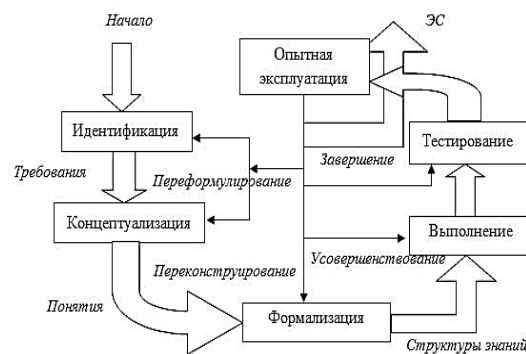 Начало
ЭС
Опытная
эксплуатация
Идентификация
Тестирование
Завершение
Требования
Переформулирование
Концептуализация
Выполнение
Переконструирование
Усовершенствование
Понятия
Формализация
Структуры знаний